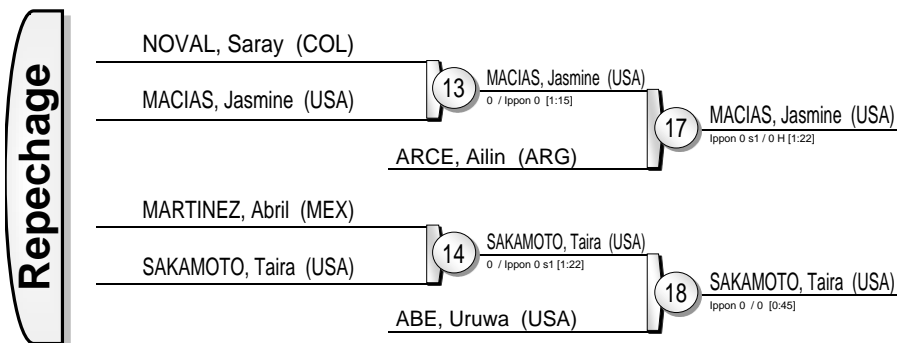 Repechage
NOVAL, Saray (COL)
MACIAS, Jasmine (USA)
13
MACIAS, Jasmine (USA)
0 / Ippon 0 [1:15]
ARCE, Ailin (ARG)
17
MACIAS, Jasmine (USA)
Ippon 0 s1 / 0 H [1:22]
MARTINEZ, Abril (MEX)
SAKAMOTO, Taira (USA)
14
SAKAMOTO, Taira (USA)
0 / Ippon 0 s1 [1:22]
ABE, Uruwa (USA)
18
SAKAMOTO, Taira (USA)
Ippon 0 / 0 [0:45]